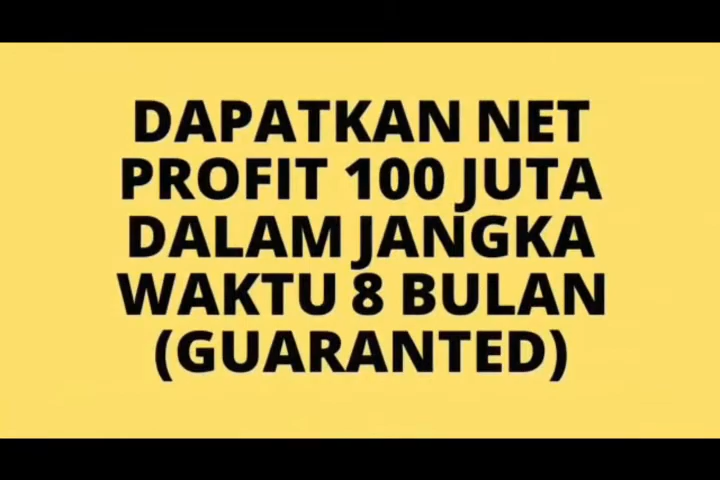 DAPATKAN NET
PROFIT 100 JUTA
DALAM JANGKA
WAKTU 8 BULAN
(GUARANTED)